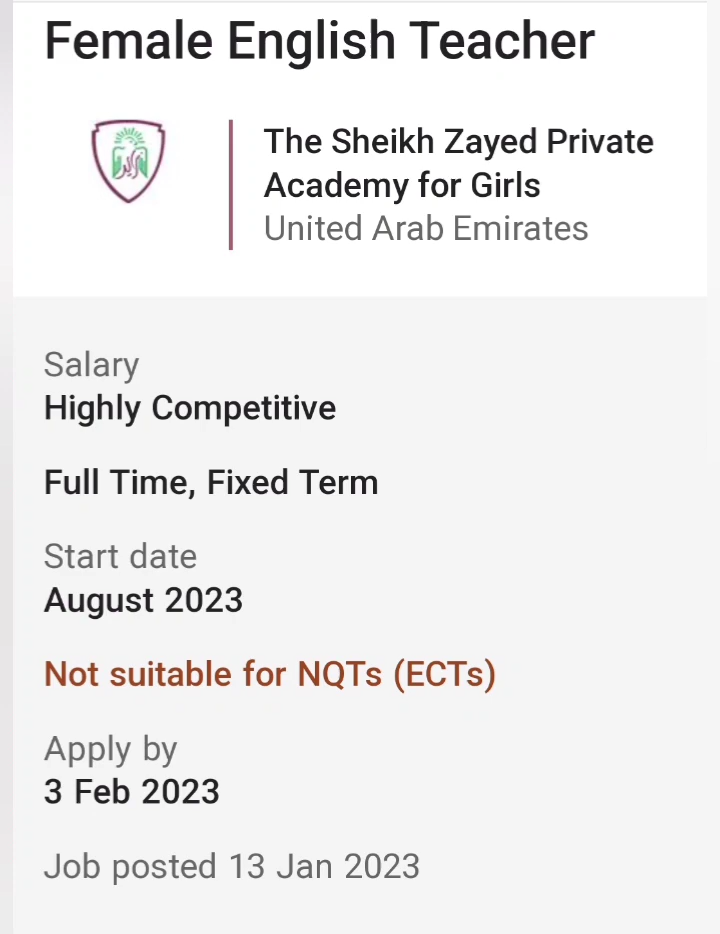 Female English Teacher
The Sheikh Zayed Private
Academy for Girls
United Arab Emirates
Salary
Highly Competitive
Full Time, Fixed Term
Start date
August 2023
Not suitable for NQTs (ECTs)
Apply by
3 Feb 2023
Job posted 13 Jan 2023